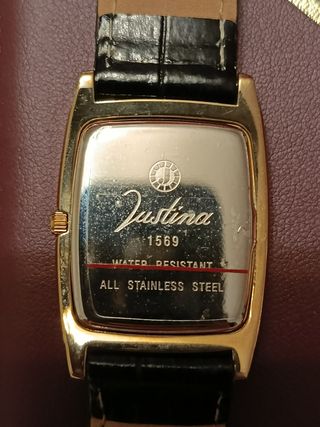 Justina
1569
WATER RESISTANT
ALL STAINLESS STEEL